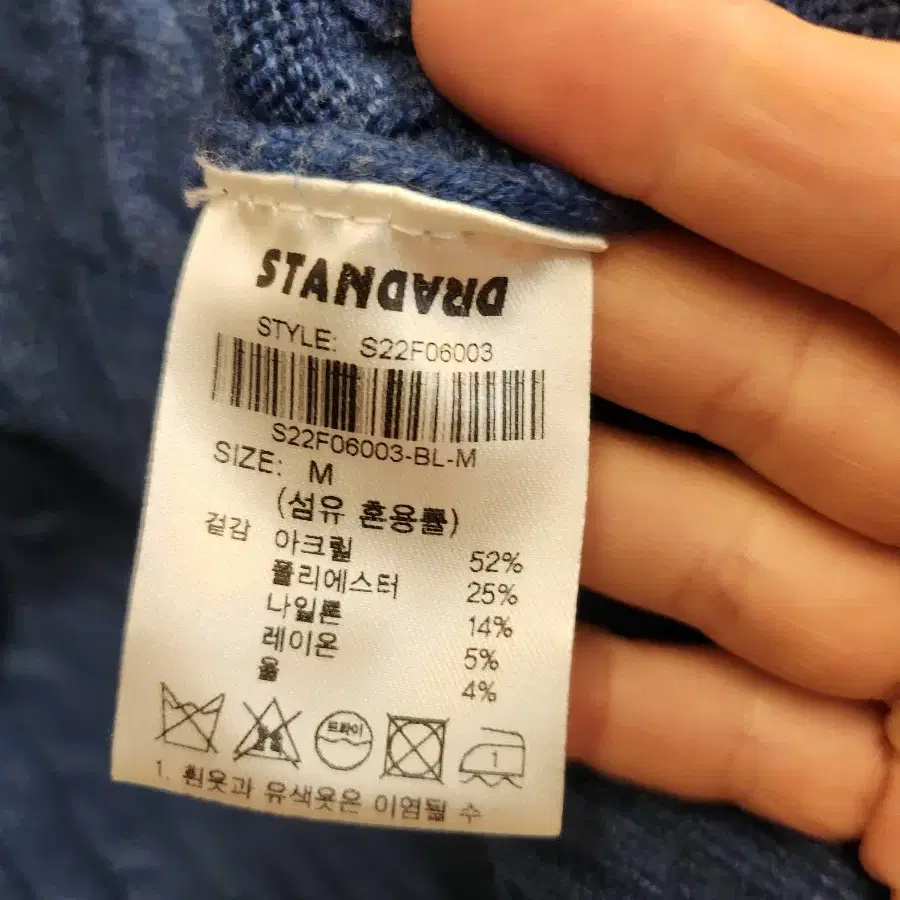 DRADNATS
STYLE: S22F06003
S22F06003-BL-M
SIZE: M
(섬유 혼용률)
겉감 아크릴 52%
폴리에스터 25%
나일론 14%
레이온 5%
울 4%
드라이 1
1. 흰옷과 유색옷은 이염될 수